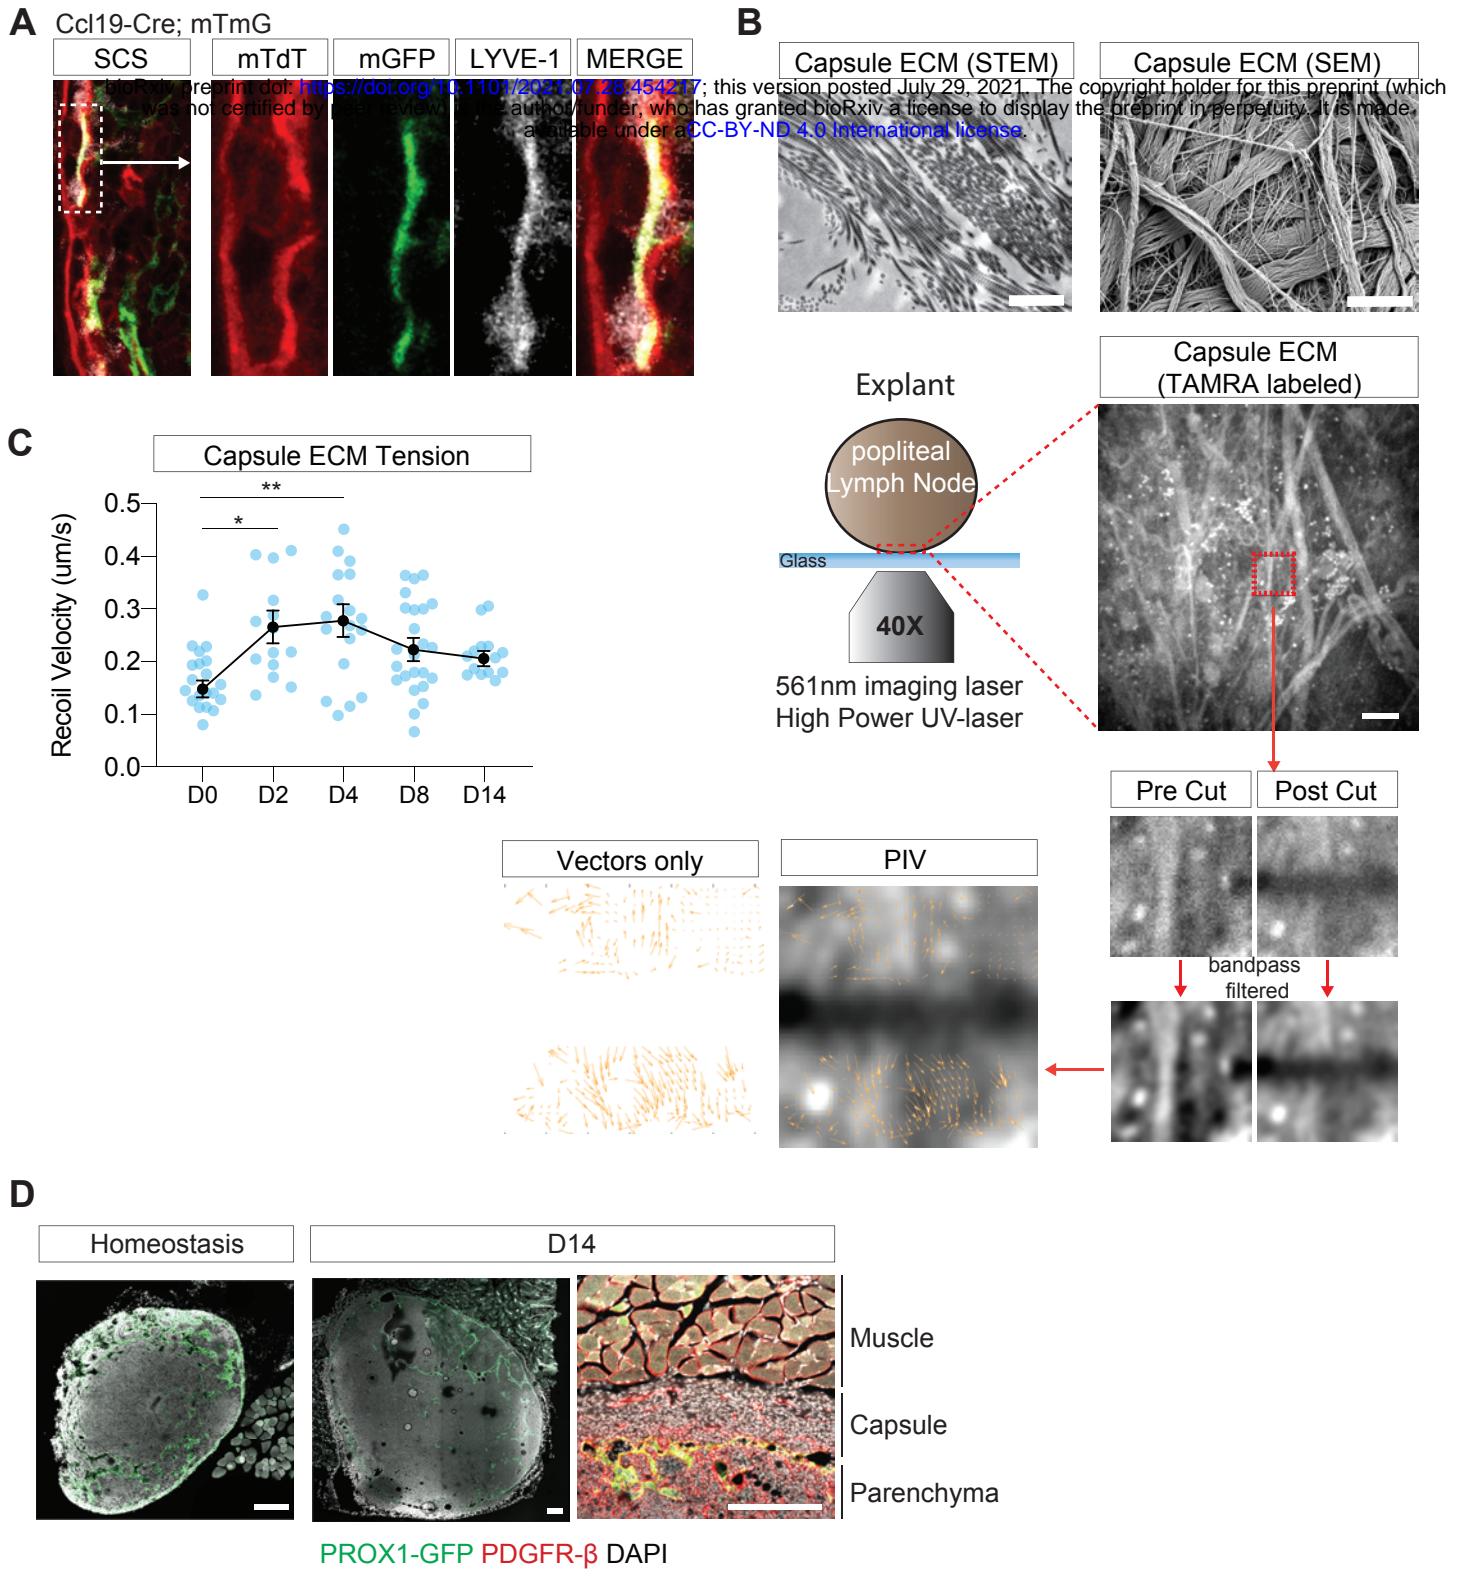 A
Ccl19-Cre; mTmG
SCS
mTdT
mGFP
LYVE-1
MERGE
B
Capsule ECM (STEM)
Capsule ECM (SEM)
bioRxiv preprint doi: https://doi.org/10.1101/2021.07.28.454217; this version posted July 29, 2021. The copyright holder for this preprint (which
was not certified by peer review) is the author/funder, who has granted bioRxiv a license to display the preprint in perpetuity. It is made
available under aCC-BY-ND 4.0 International license.
Explant
popliteal
Lymph Node
Glass
40X
561nm imaging laser
High Power UV-laser
Capsule ECM
(TAMRA labeled)
C
Capsule ECM Tension
Recoil Velocity (um/s)
0.5
0.4
0.3
0.2
0.1
0.0
**
*
D0
D2
D4
D8
D14
Pre Cut
Post Cut
bandpass
filtered
Vectors only
PIV
D
Homeostasis
D14
Muscle
Capsule
Parenchyma
PROX1-GFP PDGFR-β DAPI